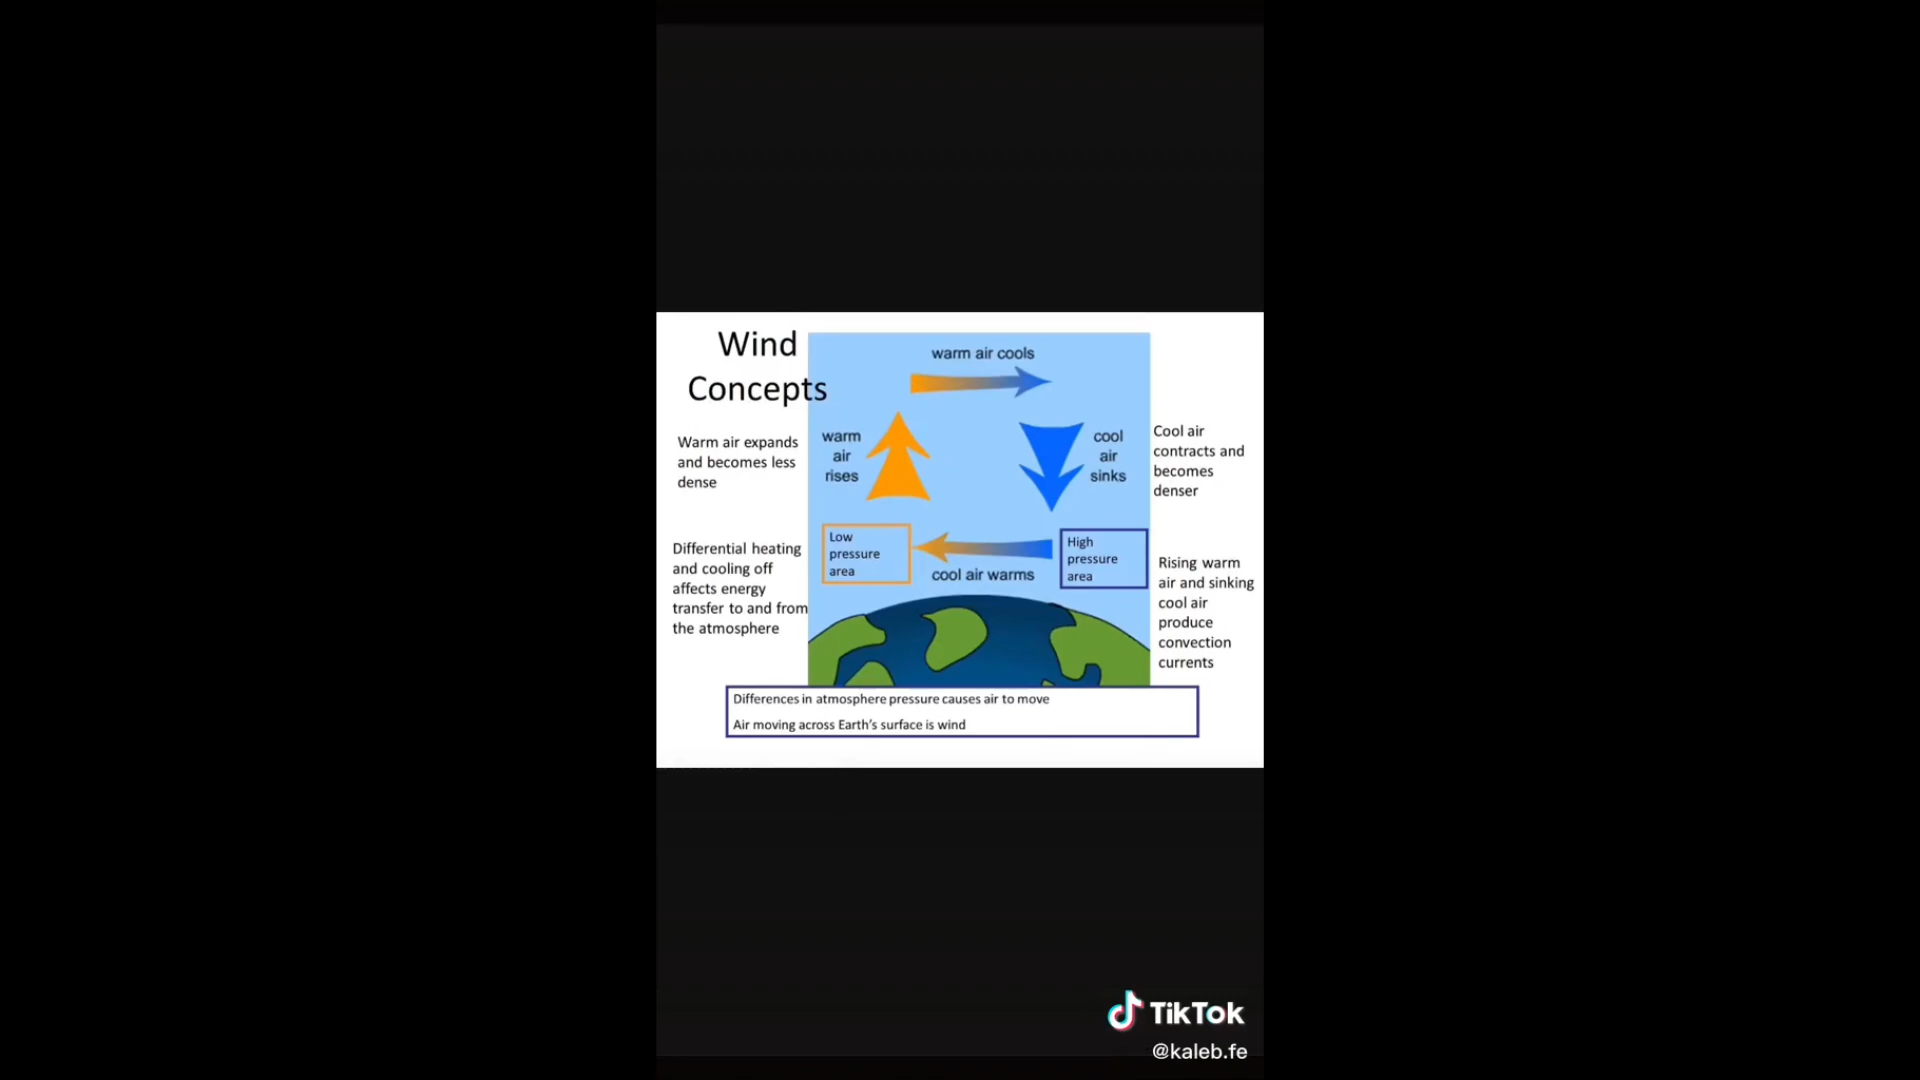 Wind
Concepts
warm air cools
Warm air expands
and becomes less
dense
warm
air
rises
cool
air
sinks
Cool air
contracts and
becomes
denser
Differential heating
and cooling off
affects energy
transfer to and from
the atmosphere
Low
pressure
area
cool air warms
High
pressure
area
Rising warm
air and sinking
cool air
produce
convection
currents
Differences in atmosphere pressure causes air to move
Air moving across Earth's surface is wind
TikTok
@kaleb.fe